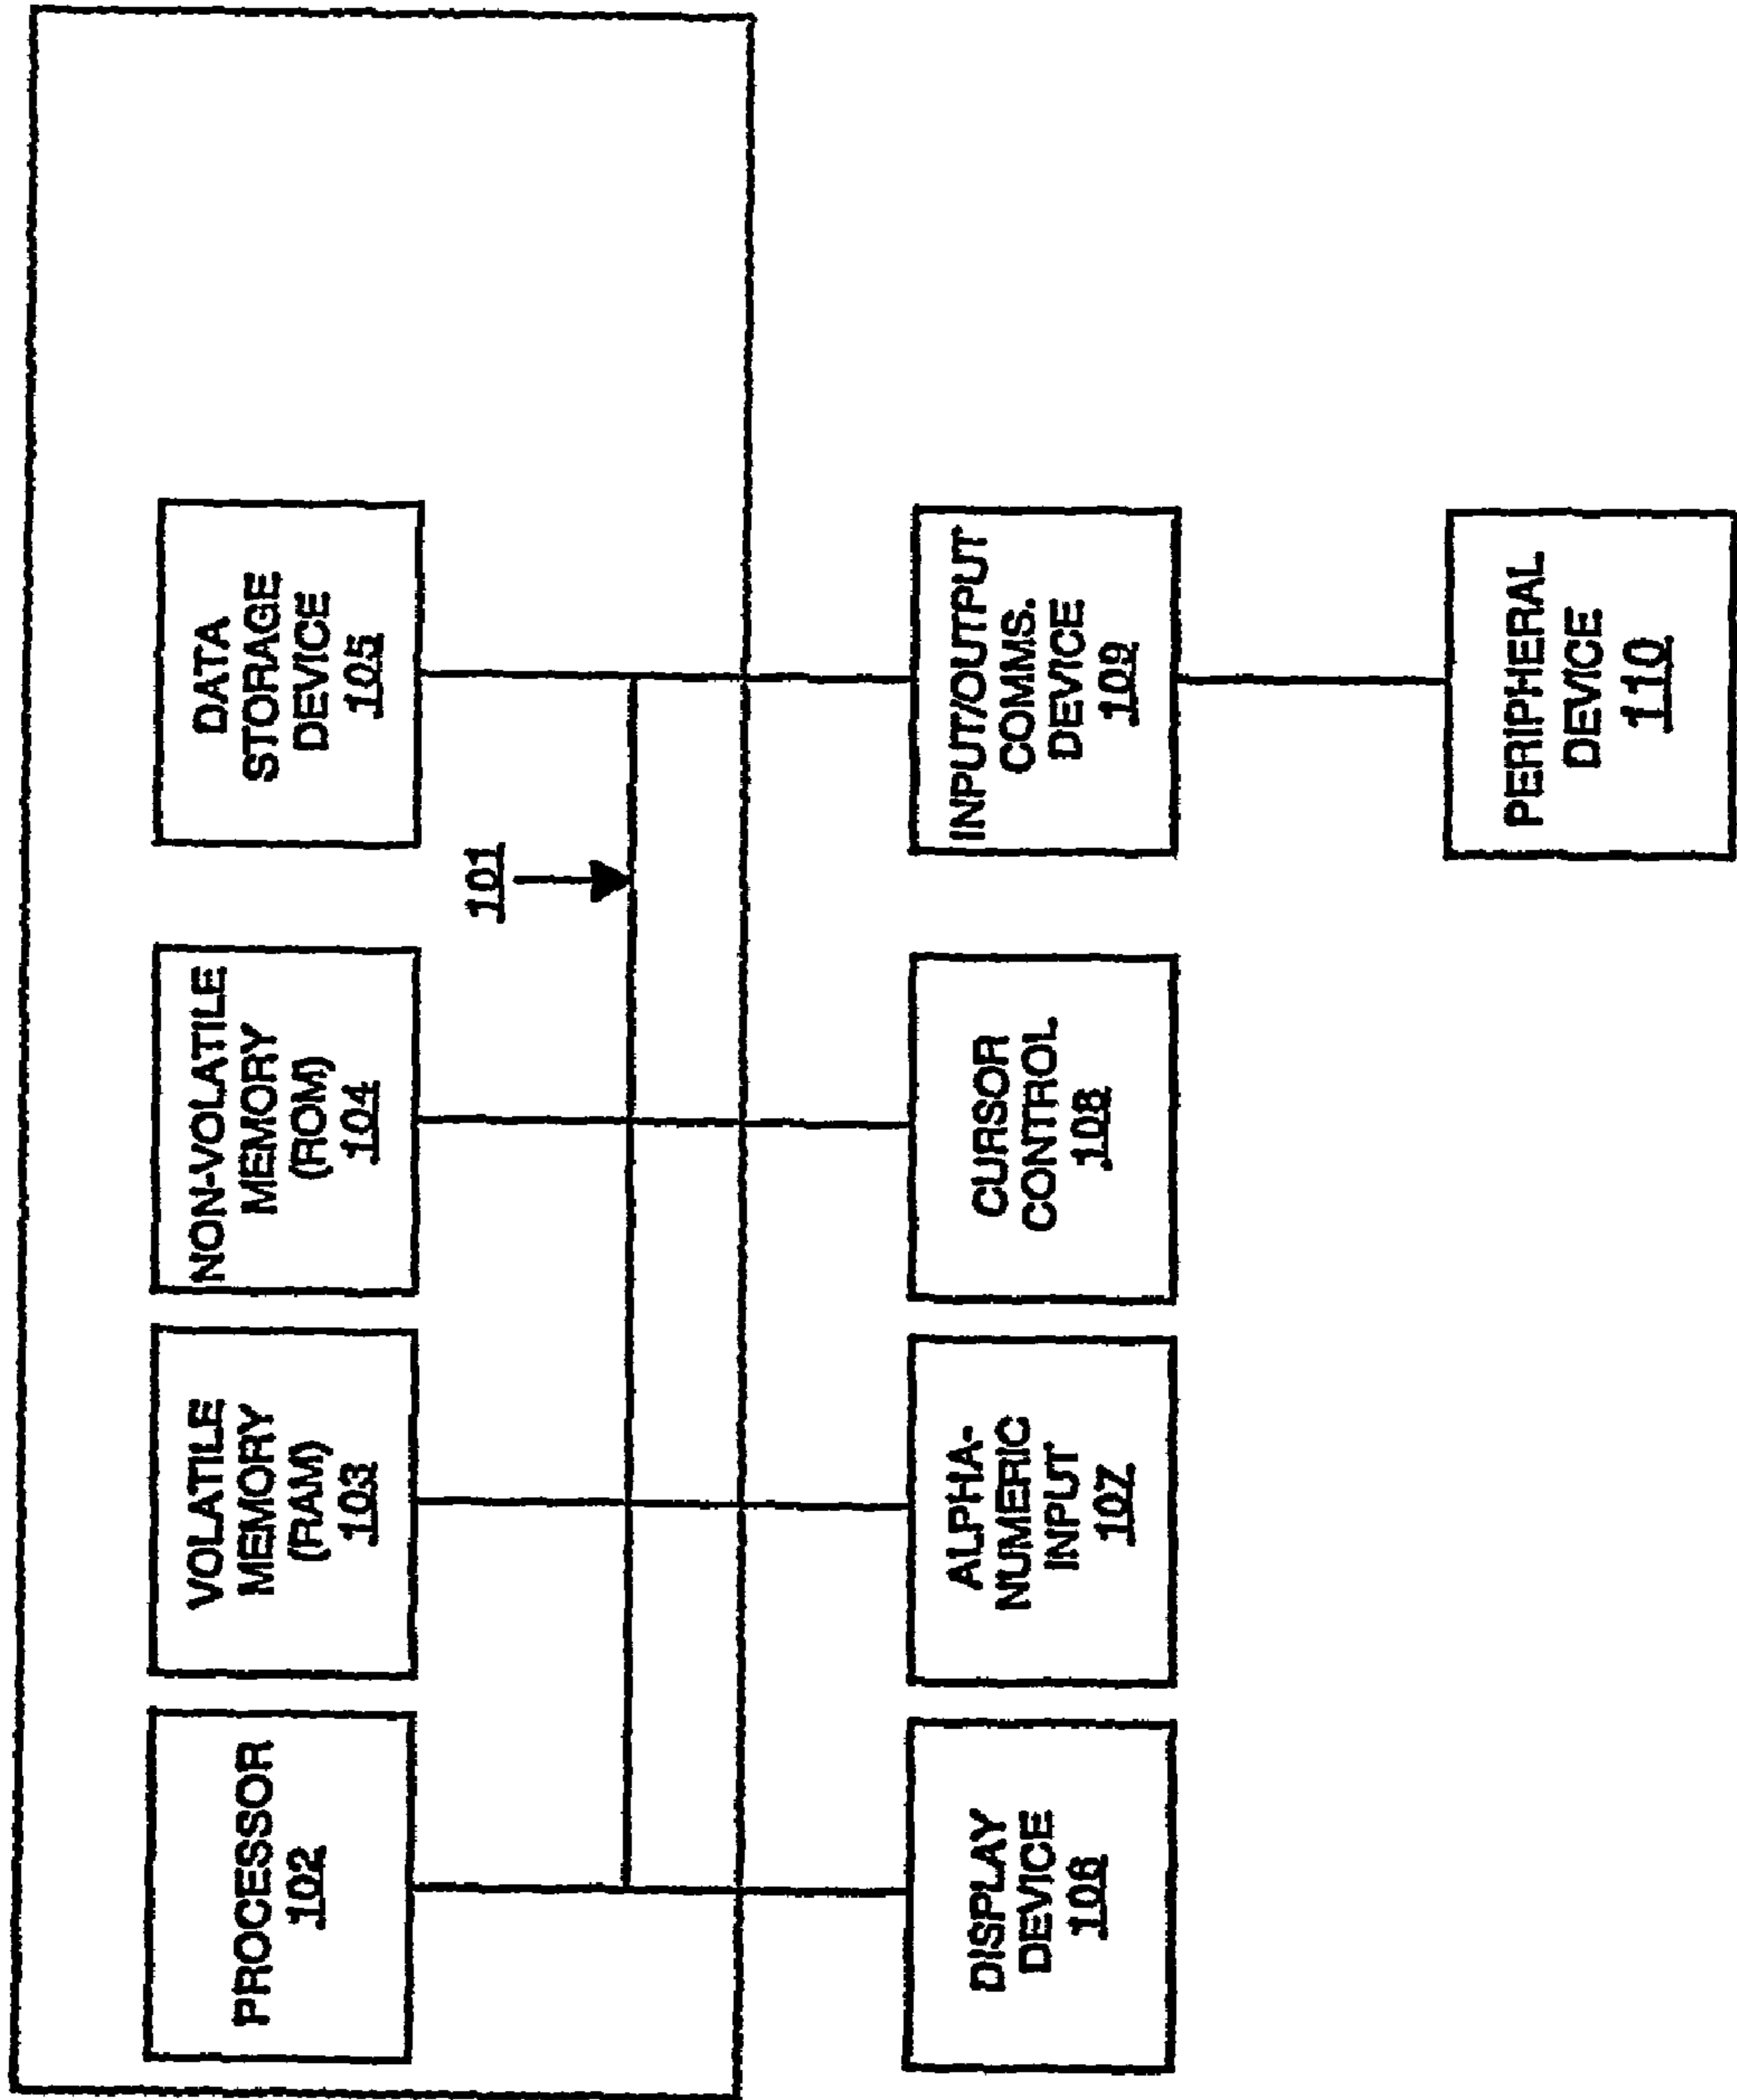 PROCESSOR
102
VOLATILE
MEMORY
(RAM)
103
NON-VOLATILE
MEMORY
(ROM)
104
DATA
STORAGE
DEVICE
105
101
DISPLAY
DEVICE
106
ALPHA-
NUMERIC
INPUT
107
CURSOR
CONTROL
108
INPUT/OUTPUT
COMMS.
DEVICE
109
PERIPHERAL
DEVICE
110